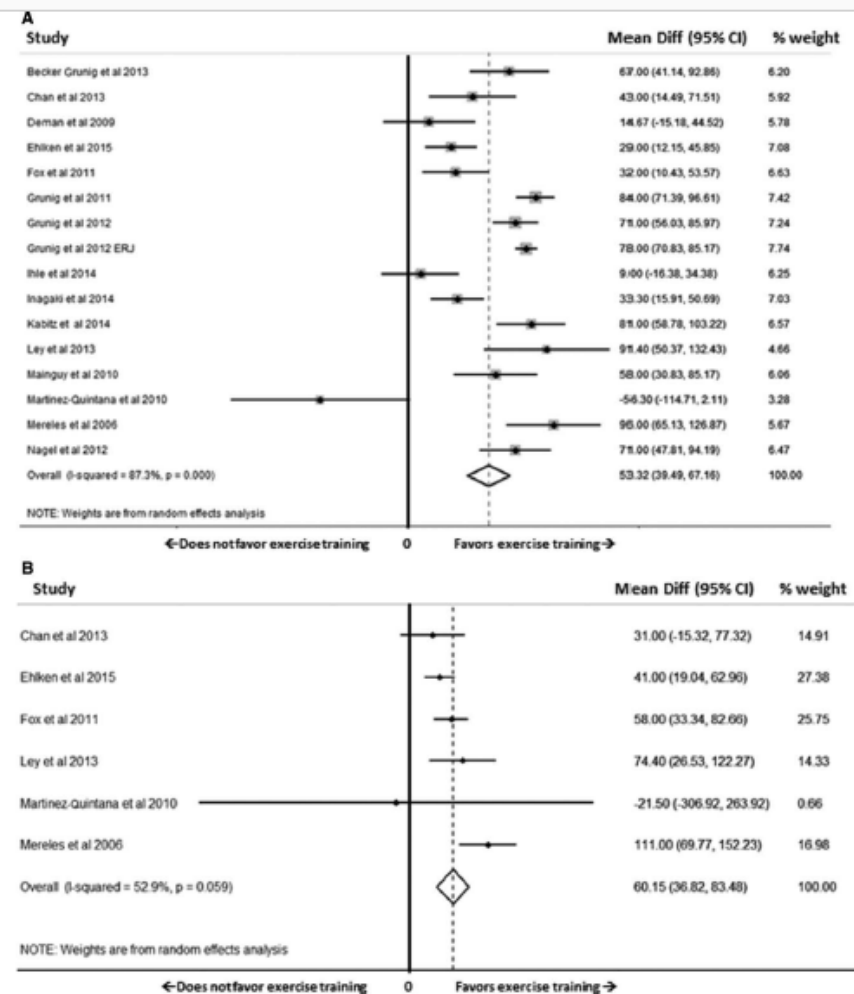 A
Study Mean Diff (95% CI) % weight
Becker Grunig et al 2013 67.00 (41.14, 92.86) 6.20
Chan et al 2013 43.00 (14.49, 71.51) 5.92
Deman et al 2009 14.67 (-15.18, 44.52) 5.78
Ehlken et al 2015 29.00 (12.15, 45.85) 7.08
Fox et al 2011 32.00 (10.43, 53.57) 6.63
Grunig et al 2011 84.00 (71.39, 96.61) 7.42
Grunig et al 2012 71.00 (56.03, 85.97) 7.24
Grunig et al 2012 ERJ 78.00 (70.83, 85.17) 7.74
Ihle et al 2014 9.00 (-16.38, 34.38) 6.25
Inagaki et al 2014 33.30 (15.91, 50.69) 7.03
Kabitz et al 2014 81.00 (58.78, 103.22) 6.57
Ley et al 2013 91.40 (50.37, 132.43) 4.66
Mainguy et al 2010 58.00 (30.83, 85.17) 6.06
Martinez-Quintana et al 2010 -56.30 (-114.71, 2.11) 3.28
Mereles et al 2006 96.00 (65.13, 126.87) 5.67
Nagel et al 2012 71.00 (47.81, 94.19) 6.47
Overall (I-squared = 87.3%, p = 0.000) 53.32 (39.49, 67.16) 100.00
NOTE: Weights are from random effects analysis
←Does not favor exercise training 0 Favors exercise training→
B
Study Mean Diff (95% CI) % weight
Chan et al 2013 31.00 (-15.32, 77.32) 14.91
Ehlken et al 2015 41.00 (19.04, 62.96) 27.38
Fox et al 2011 58.00 (33.34, 82.66) 25.75
Ley et al 2013 74.40 (26.53, 122.27) 14.33
Martinez-Quintana et al 2010 -21.50 (-306.92, 263.92) 0.66
Mereles et al 2006 111.00 (69.77, 152.23) 16.98
Overall (I-squared = 52.9%, p = 0.059) 60.15 (36.82, 83.48) 100.00
NOTE: Weights are from random effects analysis
←Does not favor exercise training 0 Favors exercise training→